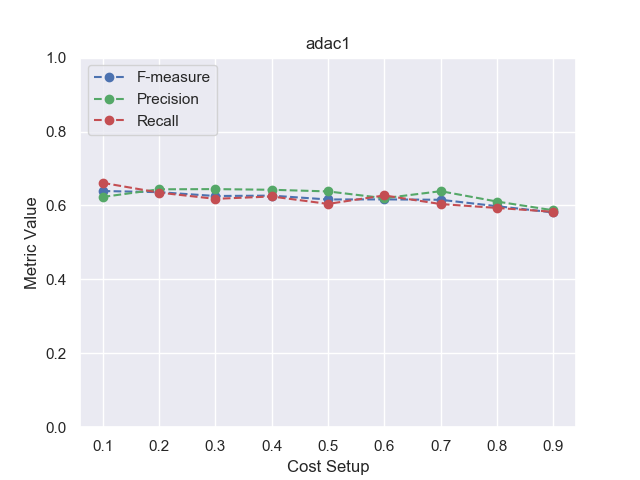 adac1
F-measure
Precision
Recall
Metric Value
1.0
0.8
0.6
0.4
0.2
0.0
0.1 0.2 0.3 0.4 0.5 0.6 0.7 0.8 0.9
Cost Setup